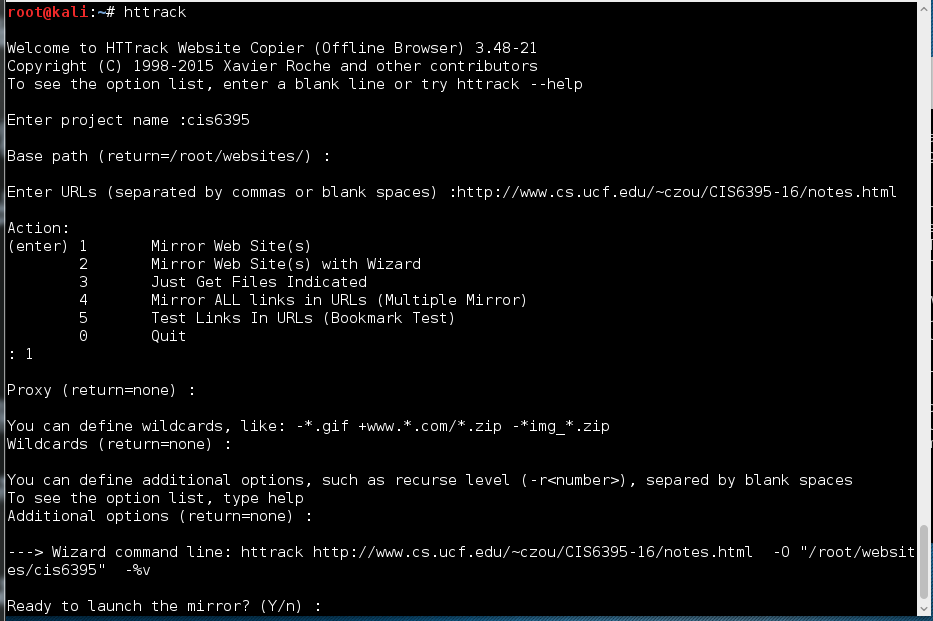 root@kali:~# httrack
Welcome to HTTrack Website Copier (Offline Browser) 3.48-21
Copyright (C) 1998-2015 Xavier Roche and other contributors
To see the option list, enter a blank line or try httrack --help
Enter project name :cis6395
Base path (return=/root/websites/) :
Enter URLs (separated by commas or blank spaces) :http://www.cs.ucf.edu/~czou/CIS6395-16/notes.html
Action:
(enter) 1       Mirror Web Site(s)
        2       Mirror Web Site(s) with Wizard
        3       Just Get Files Indicated
        4       Mirror ALL links in URLs (Multiple Mirror)
        5       Test Links In URLs (Bookmark Test)
        0       Quit
: 1
Proxy (return=none) :
You can define wildcards, like: -*.gif +www.*.com/*.zip -*img_*.zip
Wildcards (return=none) :
You can define additional options, such as recurse level (-r<number>), separed by blank spaces
To see the option list, type help
Additional options (return=none) :
---> Wizard command line: httrack http://www.cs.ucf.edu/~czou/CIS6395-16/notes.html  -O "/root/websit
es/cis6395"  -%v
Ready to launch the mirror? (Y/n) :